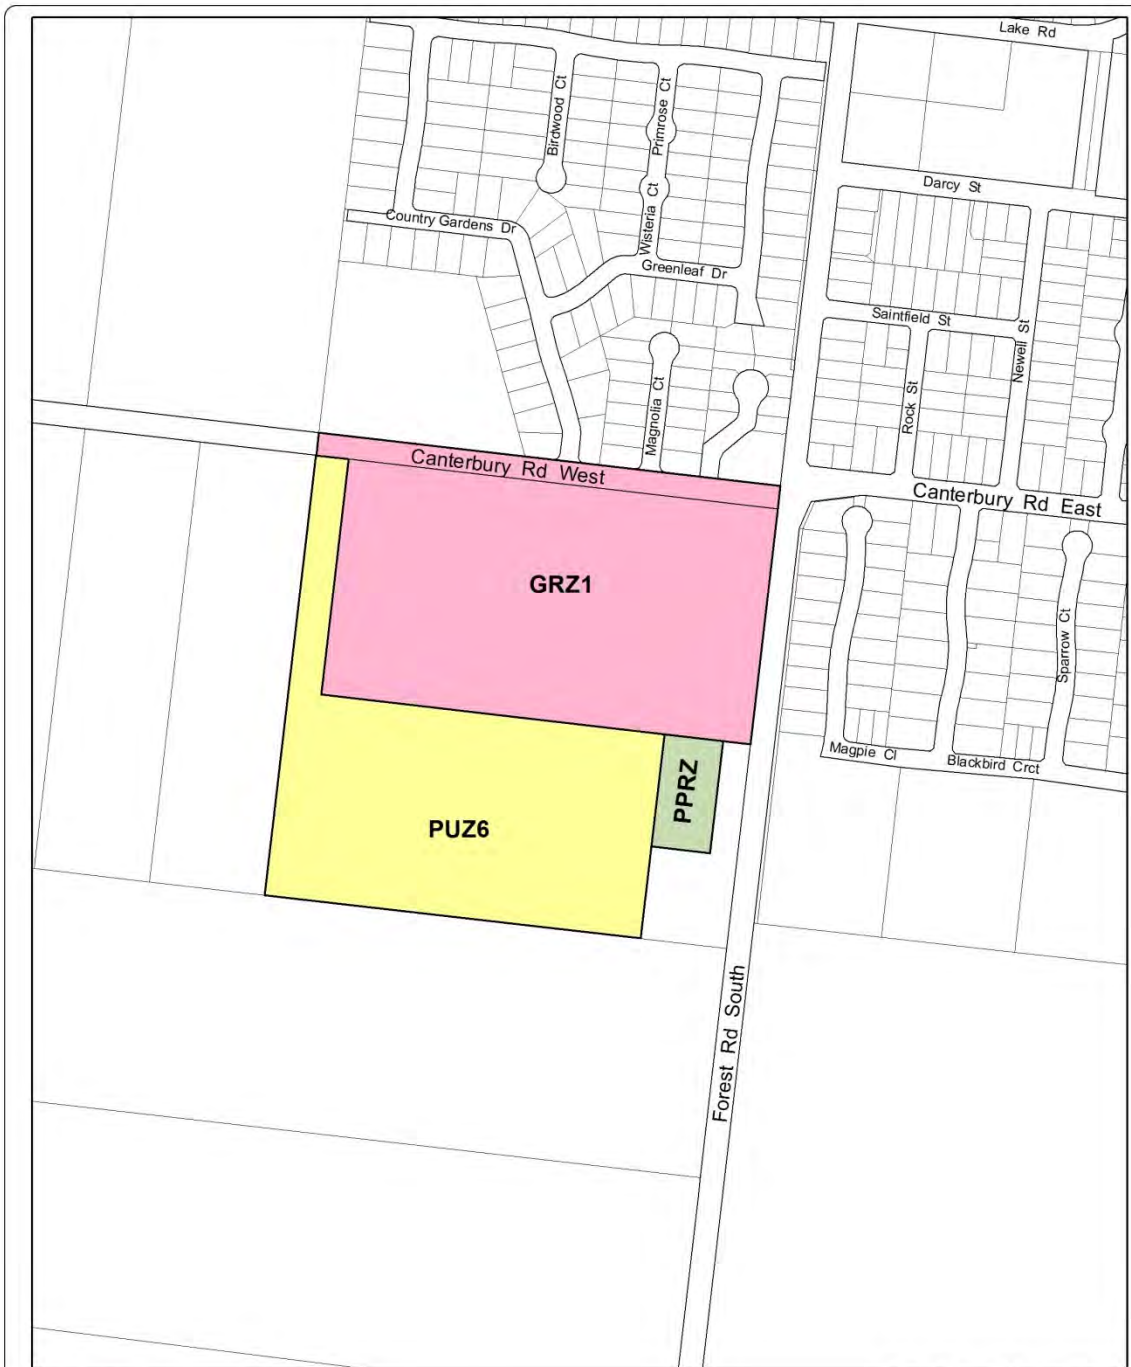 Lake Rd
Birdwood Ct
Primrose Ct
Darcy St
Wisteria Ct
Country Gardens Dr
Greenleaf Dr
Saintfield St
Newell St
Rock St
Magnolia Ct
Canterbury Rd West
Canterbury Rd East
GRZ1
Sparrow Ct
Magpie Cl
Blackbird Crct
PPRZ
PUZ6
Forest Rd South